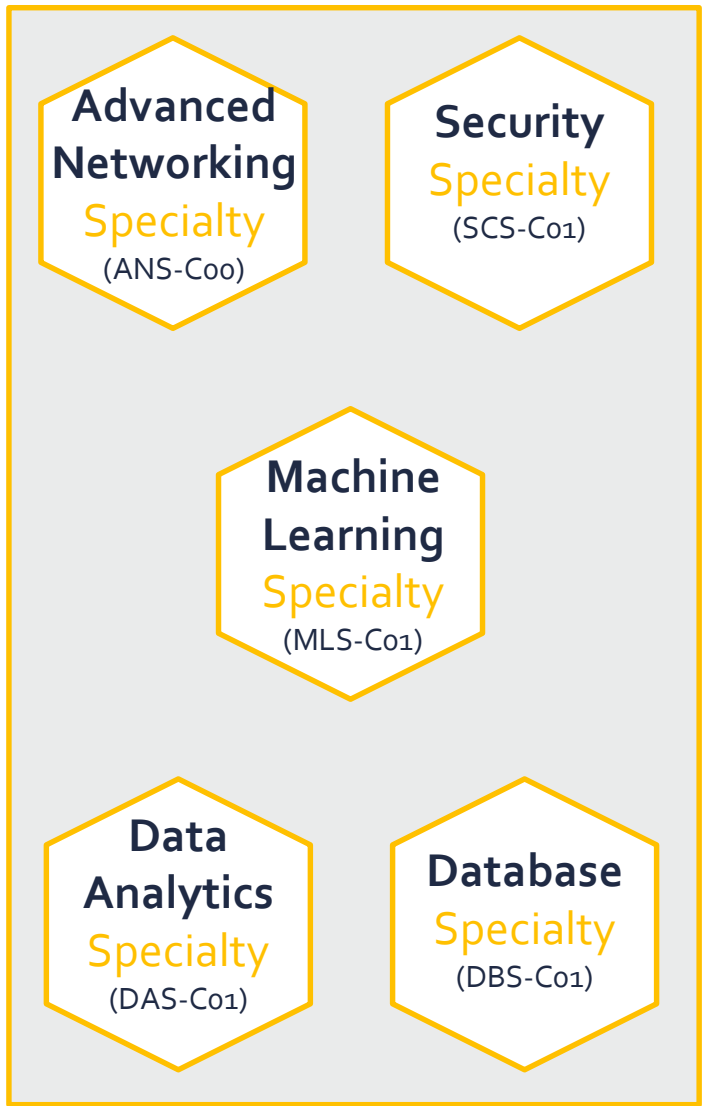 Advanced
Networking
Specialty
(ANS-C00)
Security
Specialty
(SCS-C01)
Machine
Learning
Specialty
(MLS-C01)
Data
Analytics
Specialty
(DAS-C01)
Database
Specialty
(DBS-C01)